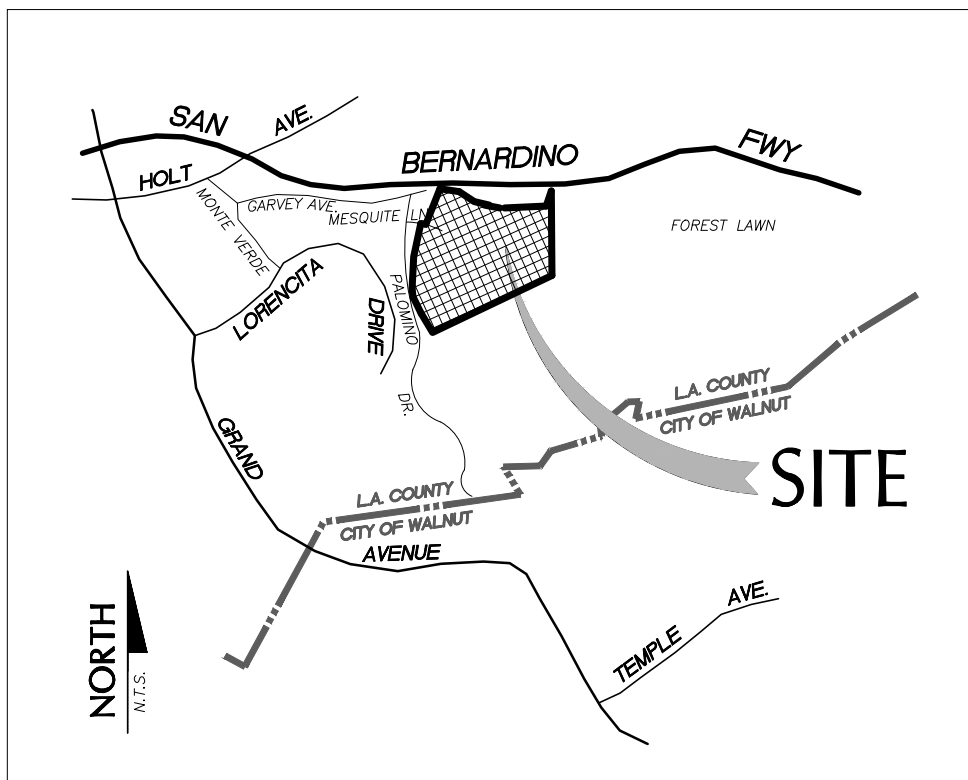 SAN
AVE.
BERNARDINO
FWY
HOLT
MONTE VERDE
GARVEY AVE.
MESQUITE LN
FOREST LAWN
LORENCITA
DRIVE
PALOMINO
DR.
L.A. COUNTY
CITY OF WALNUT
GRAND
SITE
L.A. COUNTY
CITY OF WALNUT
AVENUE
TEMPLE
AVE.
NORTH
N.T.S.